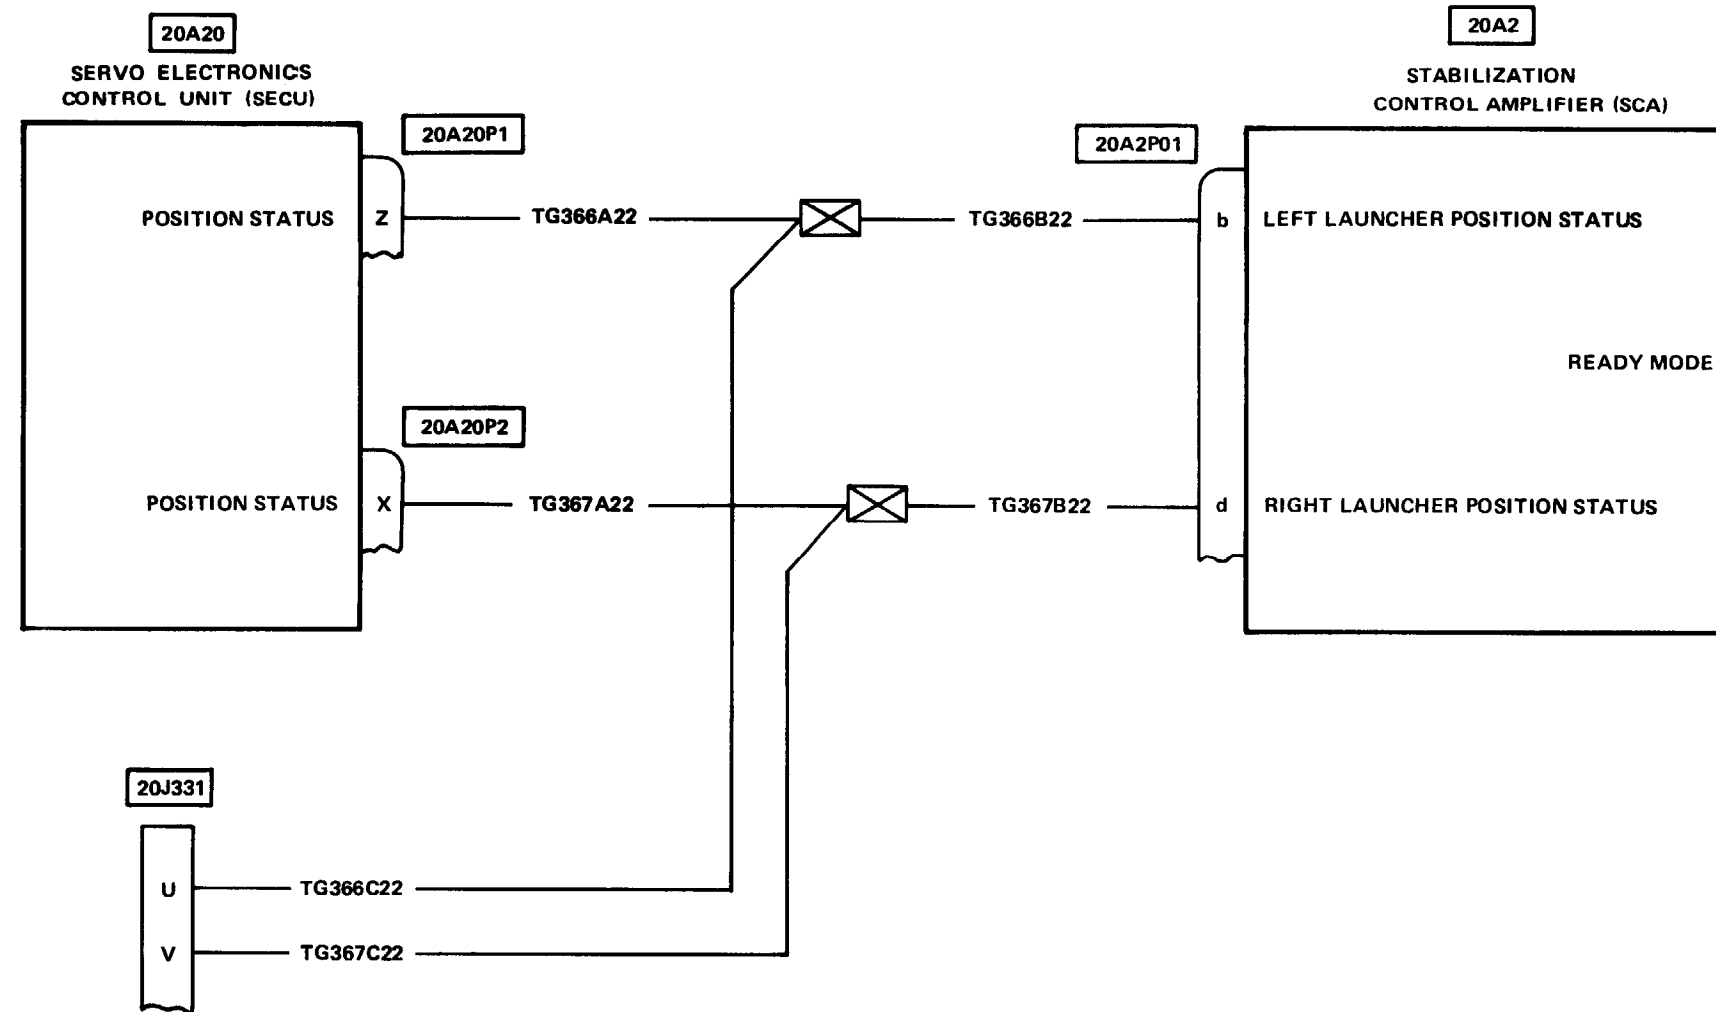 20A20
SERVO ELECTRONICS
CONTROL UNIT (SECU)
20A20P1
POSITION STATUS
Z
TG366A22
20A20P2
POSITION STATUS
X
TG367A22
20A2
STABILIZATION
CONTROL AMPLIFIER (SCA)
20A2P01
TG366B22
b
LEFT LAUNCHER POSITION STATUS
READY MODE
TG367B22
d
RIGHT LAUNCHER POSITION STATUS
20J331
U
TG366C22
V
TG367C22